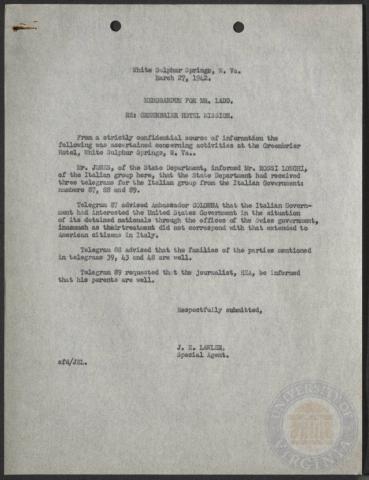 White Sulphur Springs, W. Va.
March 27, 1942.
MEMORANDUM FOR MR. LADD.
RE: GREENBRIER HOTEL MISSION.
From a strictly confidential source of information the
following was ascertained concerning activities at the Greenbrier
Hotel, White Sulphur Springs, W. Va..
Mr. JONES, of the State Department, informed Mr. ROSSI LONGHI,
of the Italian group here, that the State Department had received
three telegrams for the Italian group from the Italian Government:
numbers 87, 88 and 89.
Telegram 87 advised Ambassador COLONNA that the Italian Govern-
ment had interested the United States Government in the situation
of its detained nationals through the offices of the Swiss government,
inasmuch as theirtreatment did not correspond with that extended to
American citizens in Italy.
Telegram 88 advised that the families of the parties mentioned
in telegrams 39, 43 and 48 are well.
Telegram 89 requested that the journalist, REA, be informed
that his parents are well.
Respectfully submitted,
J. E. LAWLER,
Special Agent.
UNIVERSITY OF
VIRGINIA